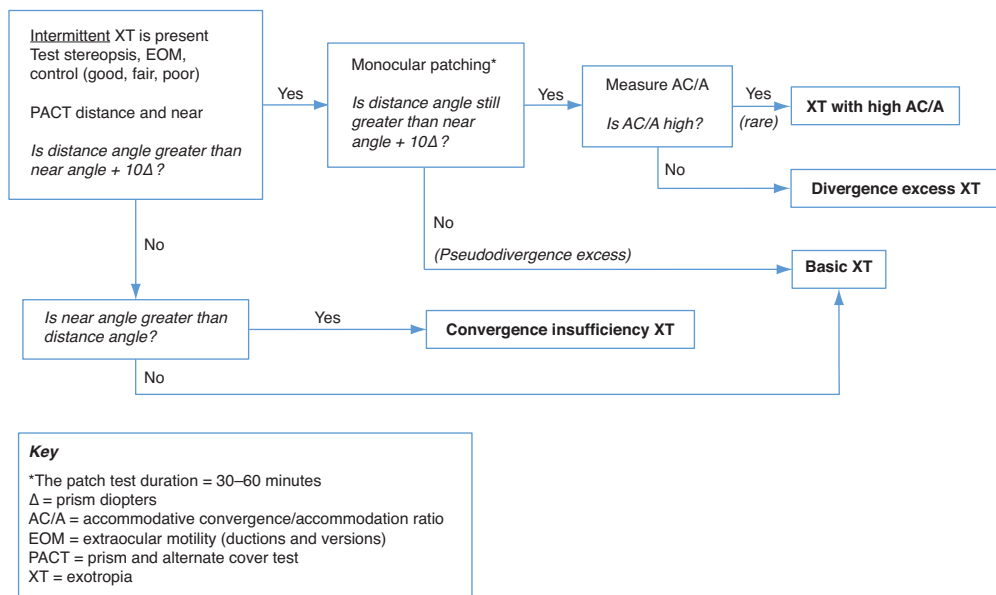 Intermittent XT is present
Test stereopsis, EOM,
control (good, fair, poor)
PACT distance and near
Is distance angle greater than
near angle + 10Δ?
Yes
Monocular patching*
Is distance angle still
greater than near
angle + 10Δ?
Yes
Measure AC/A
Is AC/A high?
Yes
(rare)
XT with high AC/A
No
Divergence excess XT
No
(Pseudodivergence excess)
Basic XT
No
Is near angle greater than
distance angle?
Yes
Convergence insufficiency XT
No
Key
*The patch test duration = 30–60 minutes
Δ = prism diopters
AC/A = accommodative convergence/accommodation ratio
EOM = extraocular motility (ductions and versions)
PACT = prism and alternate cover test
XT = exotropia